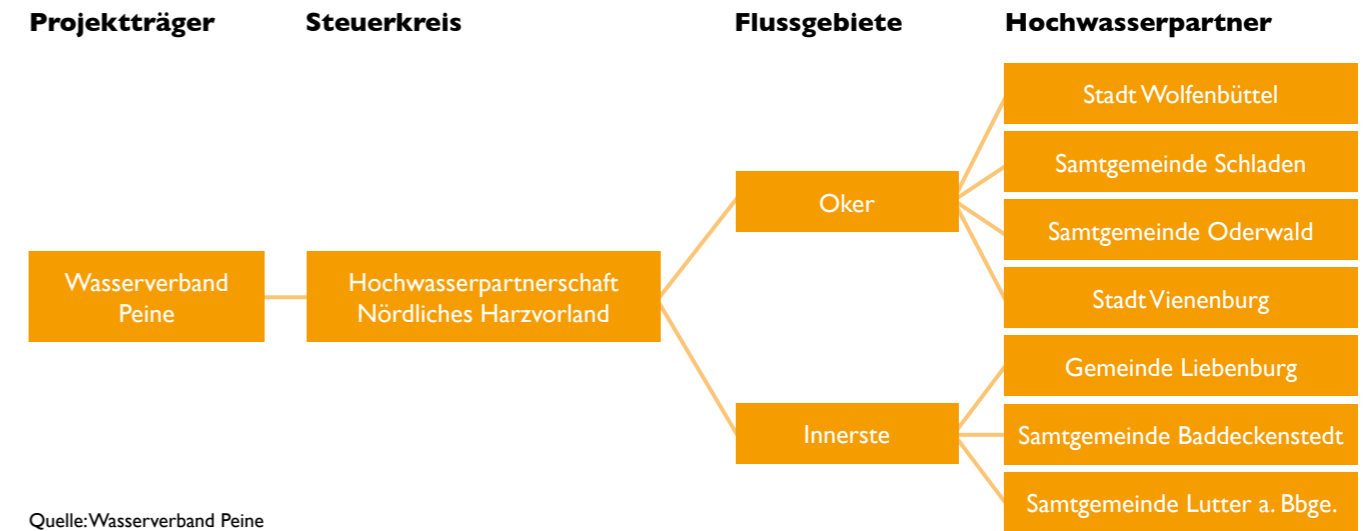 Projektträger
Steuerkreis
Flussgebiete
Hochwasserpartner
Wasserverband
Peine
Hochwasserpartnerschaft
Nördliches Harzvorland
Oker
Innerste
Stadt Wolfenbüttel
Samtgemeinde Schladen
Samtgemeinde Oderwald
Stadt Vienenburg
Gemeinde Liebenburg
Samtgemeinde Baddeckenstedt
Samtgemeinde Lutter a. Bbge.
Quelle: Wasserverband Peine